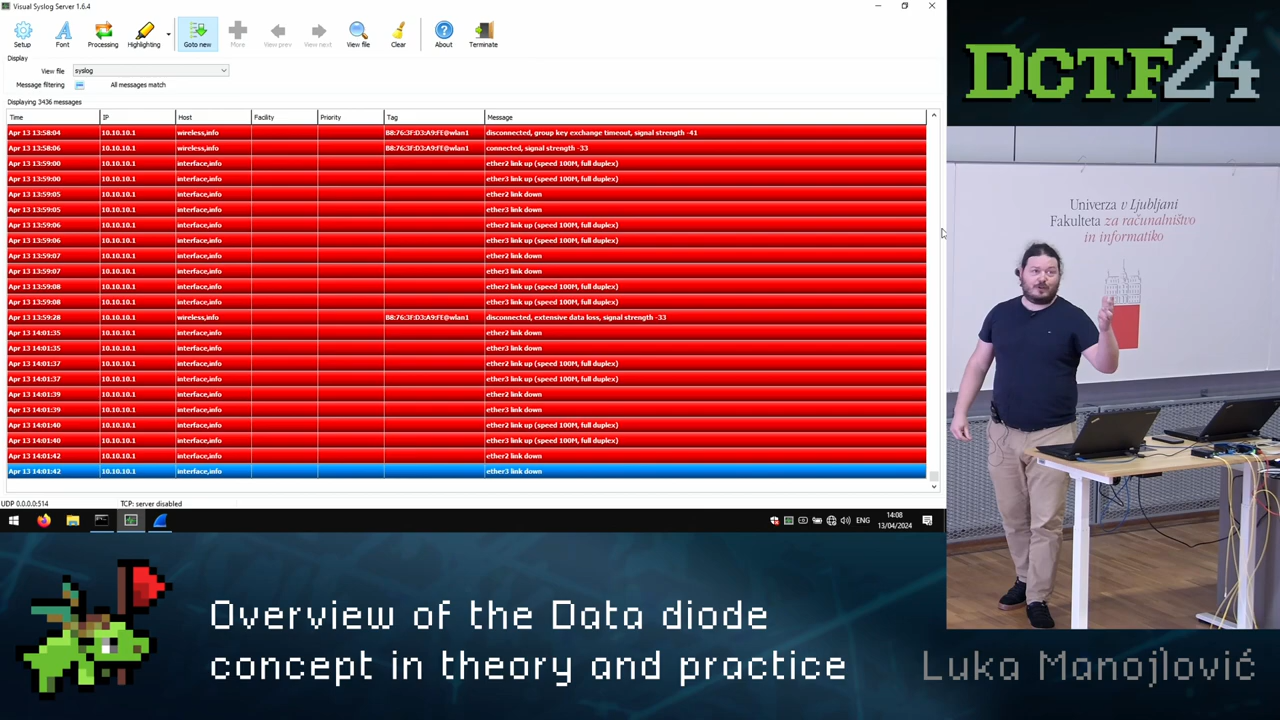 Visual Syslog Server 1.6.4
Setup Font Processing Highlighting Goto new More View prev View next View file Clear About Terminate
Display
View file syslog
Message filtering All messages match
Displaying 3436 messages
Time IP Host Facility Priority Tag Message
Apr 13 13:58:04 10.10.10.1 wireless,info B8:76:3F:D3:A9:FE@wlan1 disconnected, group key exchange timeout, signal strength -41
Apr 13 13:58:06 10.10.10.1 wireless,info B8:76:3F:D3:A9:FE@wlan1 connected, signal strength -33
Apr 13 13:59:00 10.10.10.1 interface,info ether2 link up (speed 100M, full duplex)
Apr 13 13:59:00 10.10.10.1 interface,info ether3 link up (speed 100M, full duplex)
Apr 13 13:59:05 10.10.10.1 interface,info ether2 link down
Apr 13 13:59:05 10.10.10.1 interface,info ether3 link down
Apr 13 13:59:06 10.10.10.1 interface,info ether2 link up (speed 100M, full duplex)
Apr 13 13:59:06 10.10.10.1 interface,info ether3 link up (speed 100M, full duplex)
Apr 13 13:59:07 10.10.10.1 interface,info ether2 link down
Apr 13 13:59:07 10.10.10.1 interface,info ether3 link down
Apr 13 13:59:08 10.10.10.1 interface,info ether2 link up (speed 100M, full duplex)
Apr 13 13:59:08 10.10.10.1 interface,info ether3 link up (speed 100M, full duplex)
Apr 13 13:59:28 10.10.10.1 wireless,info B8:76:3F:D3:A9:FE@wlan1 disconnected, extensive data loss, signal strength -33
Apr 13 14:01:35 10.10.10.1 interface,info ether2 link down
Apr 13 14:01:35 10.10.10.1 interface,info ether3 link down
Apr 13 14:01:37 10.10.10.1 interface,info ether2 link up (speed 100M, full duplex)
Apr 13 14:01:37 10.10.10.1 interface,info ether3 link up (speed 100M, full duplex)
Apr 13 14:01:39 10.10.10.1 interface,info ether2 link down
Apr 13 14:01:39 10.10.10.1 interface,info ether3 link down
Apr 13 14:01:40 10.10.10.1 interface,info ether2 link up (speed 100M, full duplex)
Apr 13 14:01:40 10.10.10.1 interface,info ether3 link up (speed 100M, full duplex)
Apr 13 14:01:42 10.10.10.1 interface,info ether2 link down
Apr 13 14:01:42 10.10.10.1 interface,info ether3 link down
UDP 0.0.0.0:514 TCP: server disabled
ENG 14:08
13/04/2024
DCTF24
Univerza v Ljubljani
Fakulteta za računalništvo
in informatiko
Overview of the Data diode
concept in theory and practice
Luka Manojlović